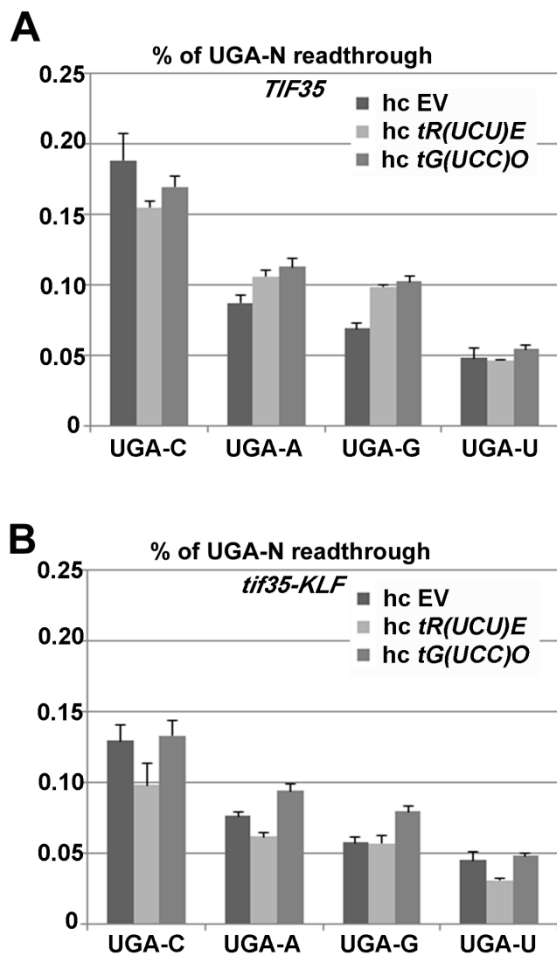 A
% of UGA-N readthrough
TIF35
0.25
hc EV
hc tR(UCU)E
hc tG(UCC)O
0.20
0.15
0.10
0.05
0
UGA-C UGA-A UGA-G UGA-U
B
% of UGA-N readthrough
tif35-KLF
0.25
hc EV
hc tR(UCU)E
hc tG(UCC)O
0.20
0.15
0.10
0.05
0
UGA-C UGA-A UGA-G UGA-U